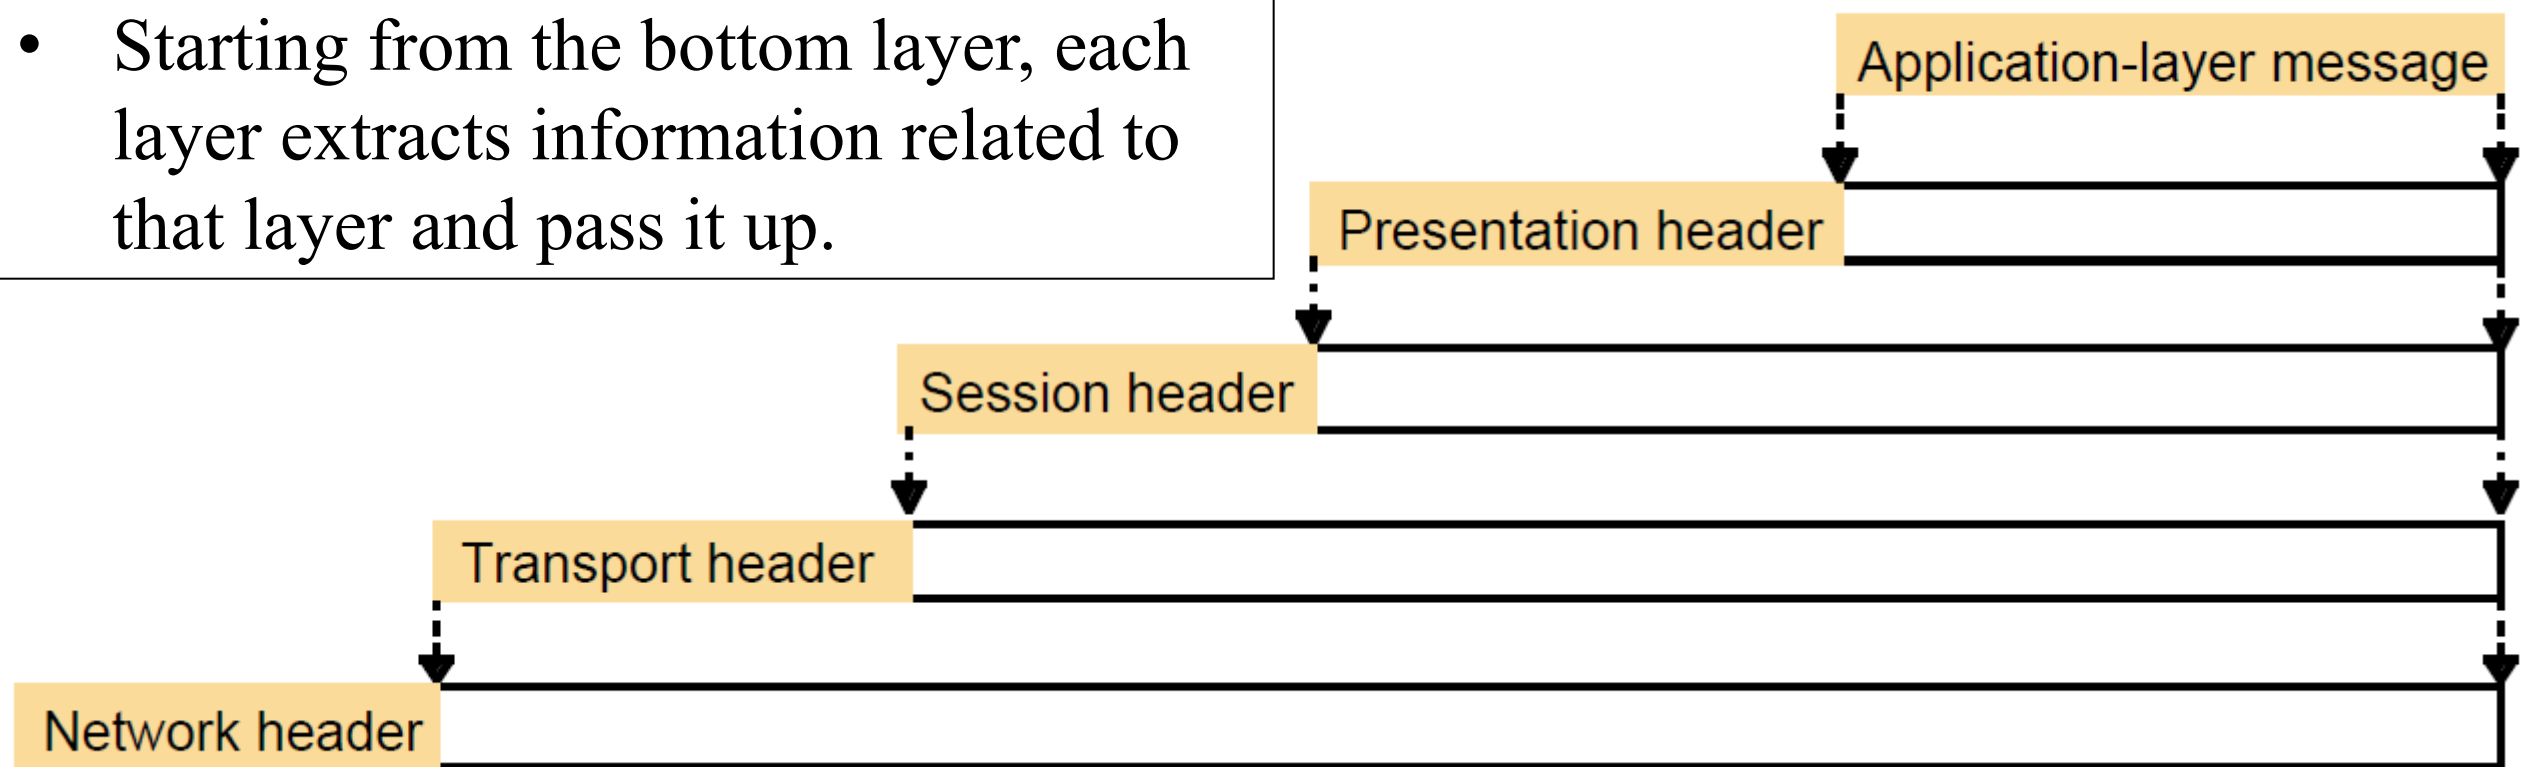 • Starting from the bottom layer, each
layer extracts information related to
that layer and pass it up.
Application-layer message
Presentation header
Session header
Transport header
Network header